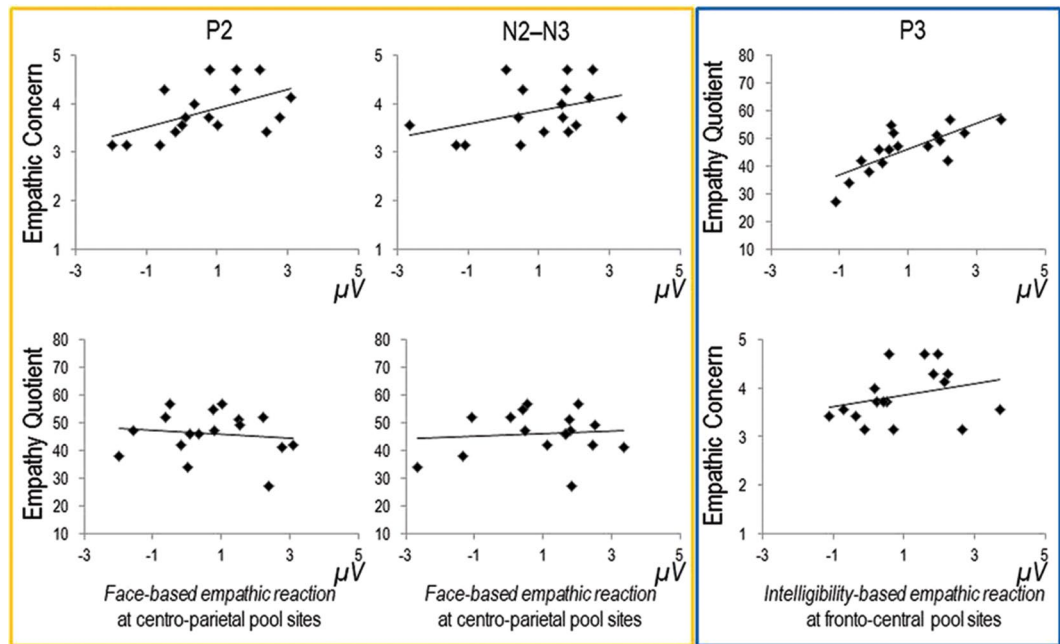 P2
N2–N3
P3
Empathic Concern
5
4
3
2
1
-3 -1 1 3 5
µV
5
4
3
2
1
-3 -1 1 3 5
µV
Empathy Quotient
80
70
60
50
40
30
20
10
-3 -1 1 3 5
µV
Empathy Quotient
80
70
60
50
40
30
20
10
-3 -1 1 3 5
µV
80
70
60
50
40
30
20
10
-3 -1 1 3 5
µV
Empathic Concern
5
4
3
2
1
-3 -1 1 3 5
µV
Face-based empathic reaction
at centro-parietal pool sites
Face-based empathic reaction
at centro-parietal pool sites
Intelligibility-based empathic reaction
at fronto-central pool sites